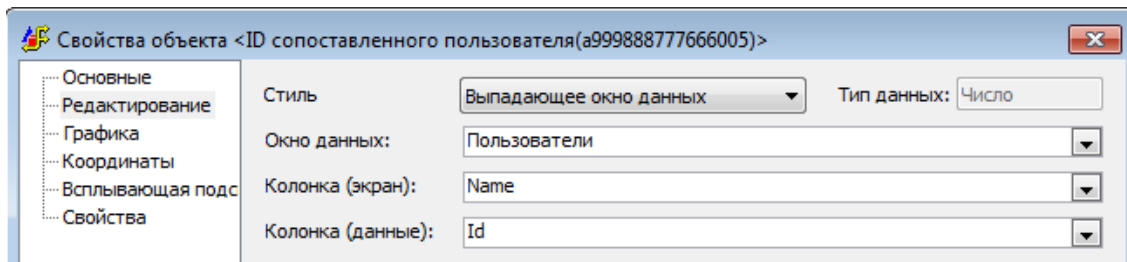 Свойства объекта <ID сопоставленного пользователя(a999888777666005)>
Основные
Редактирование
Графика
Координаты
Всплывающая подс
Свойства
Стиль
Выпадающее окно данных
Тип данных:
Число
Окно данных:
Пользователи
Колонка (экран):
Name
Колонка (данные):
Id